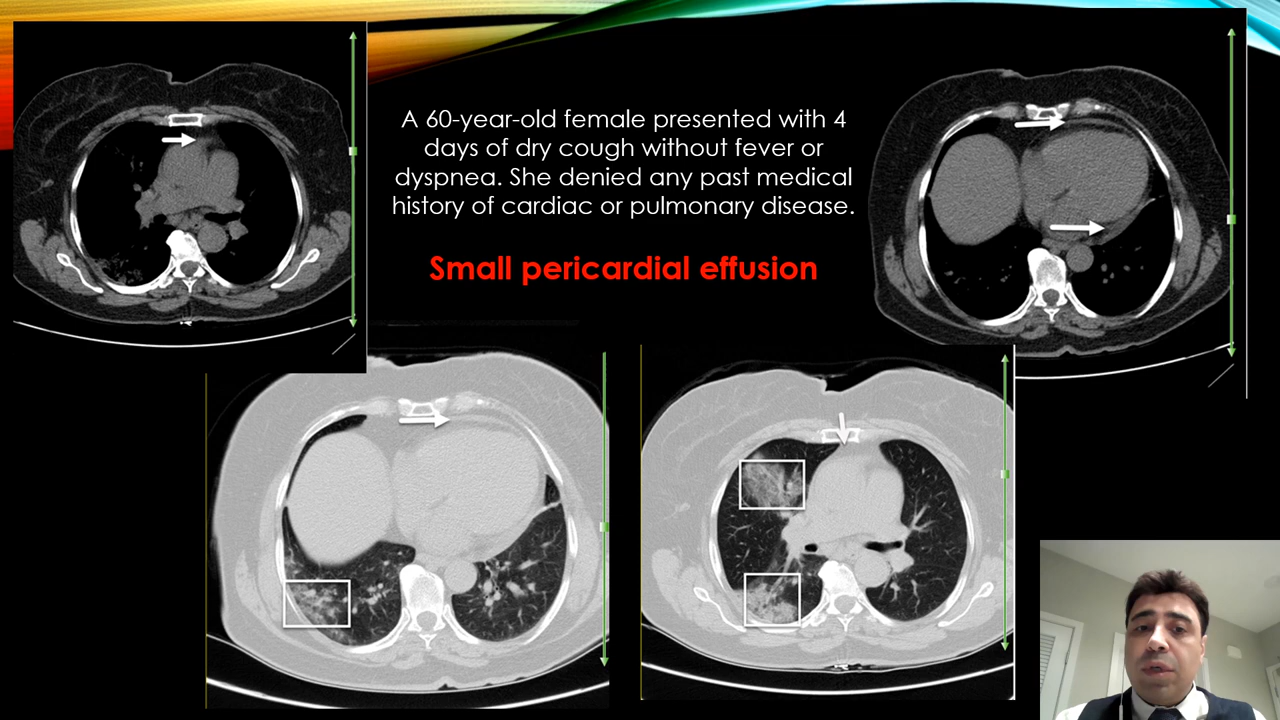 A 60-year-old female presented with 4
days of dry cough without fever or
dyspnea. She denied any past medical
history of cardiac or pulmonary disease.
Small pericardial effusion